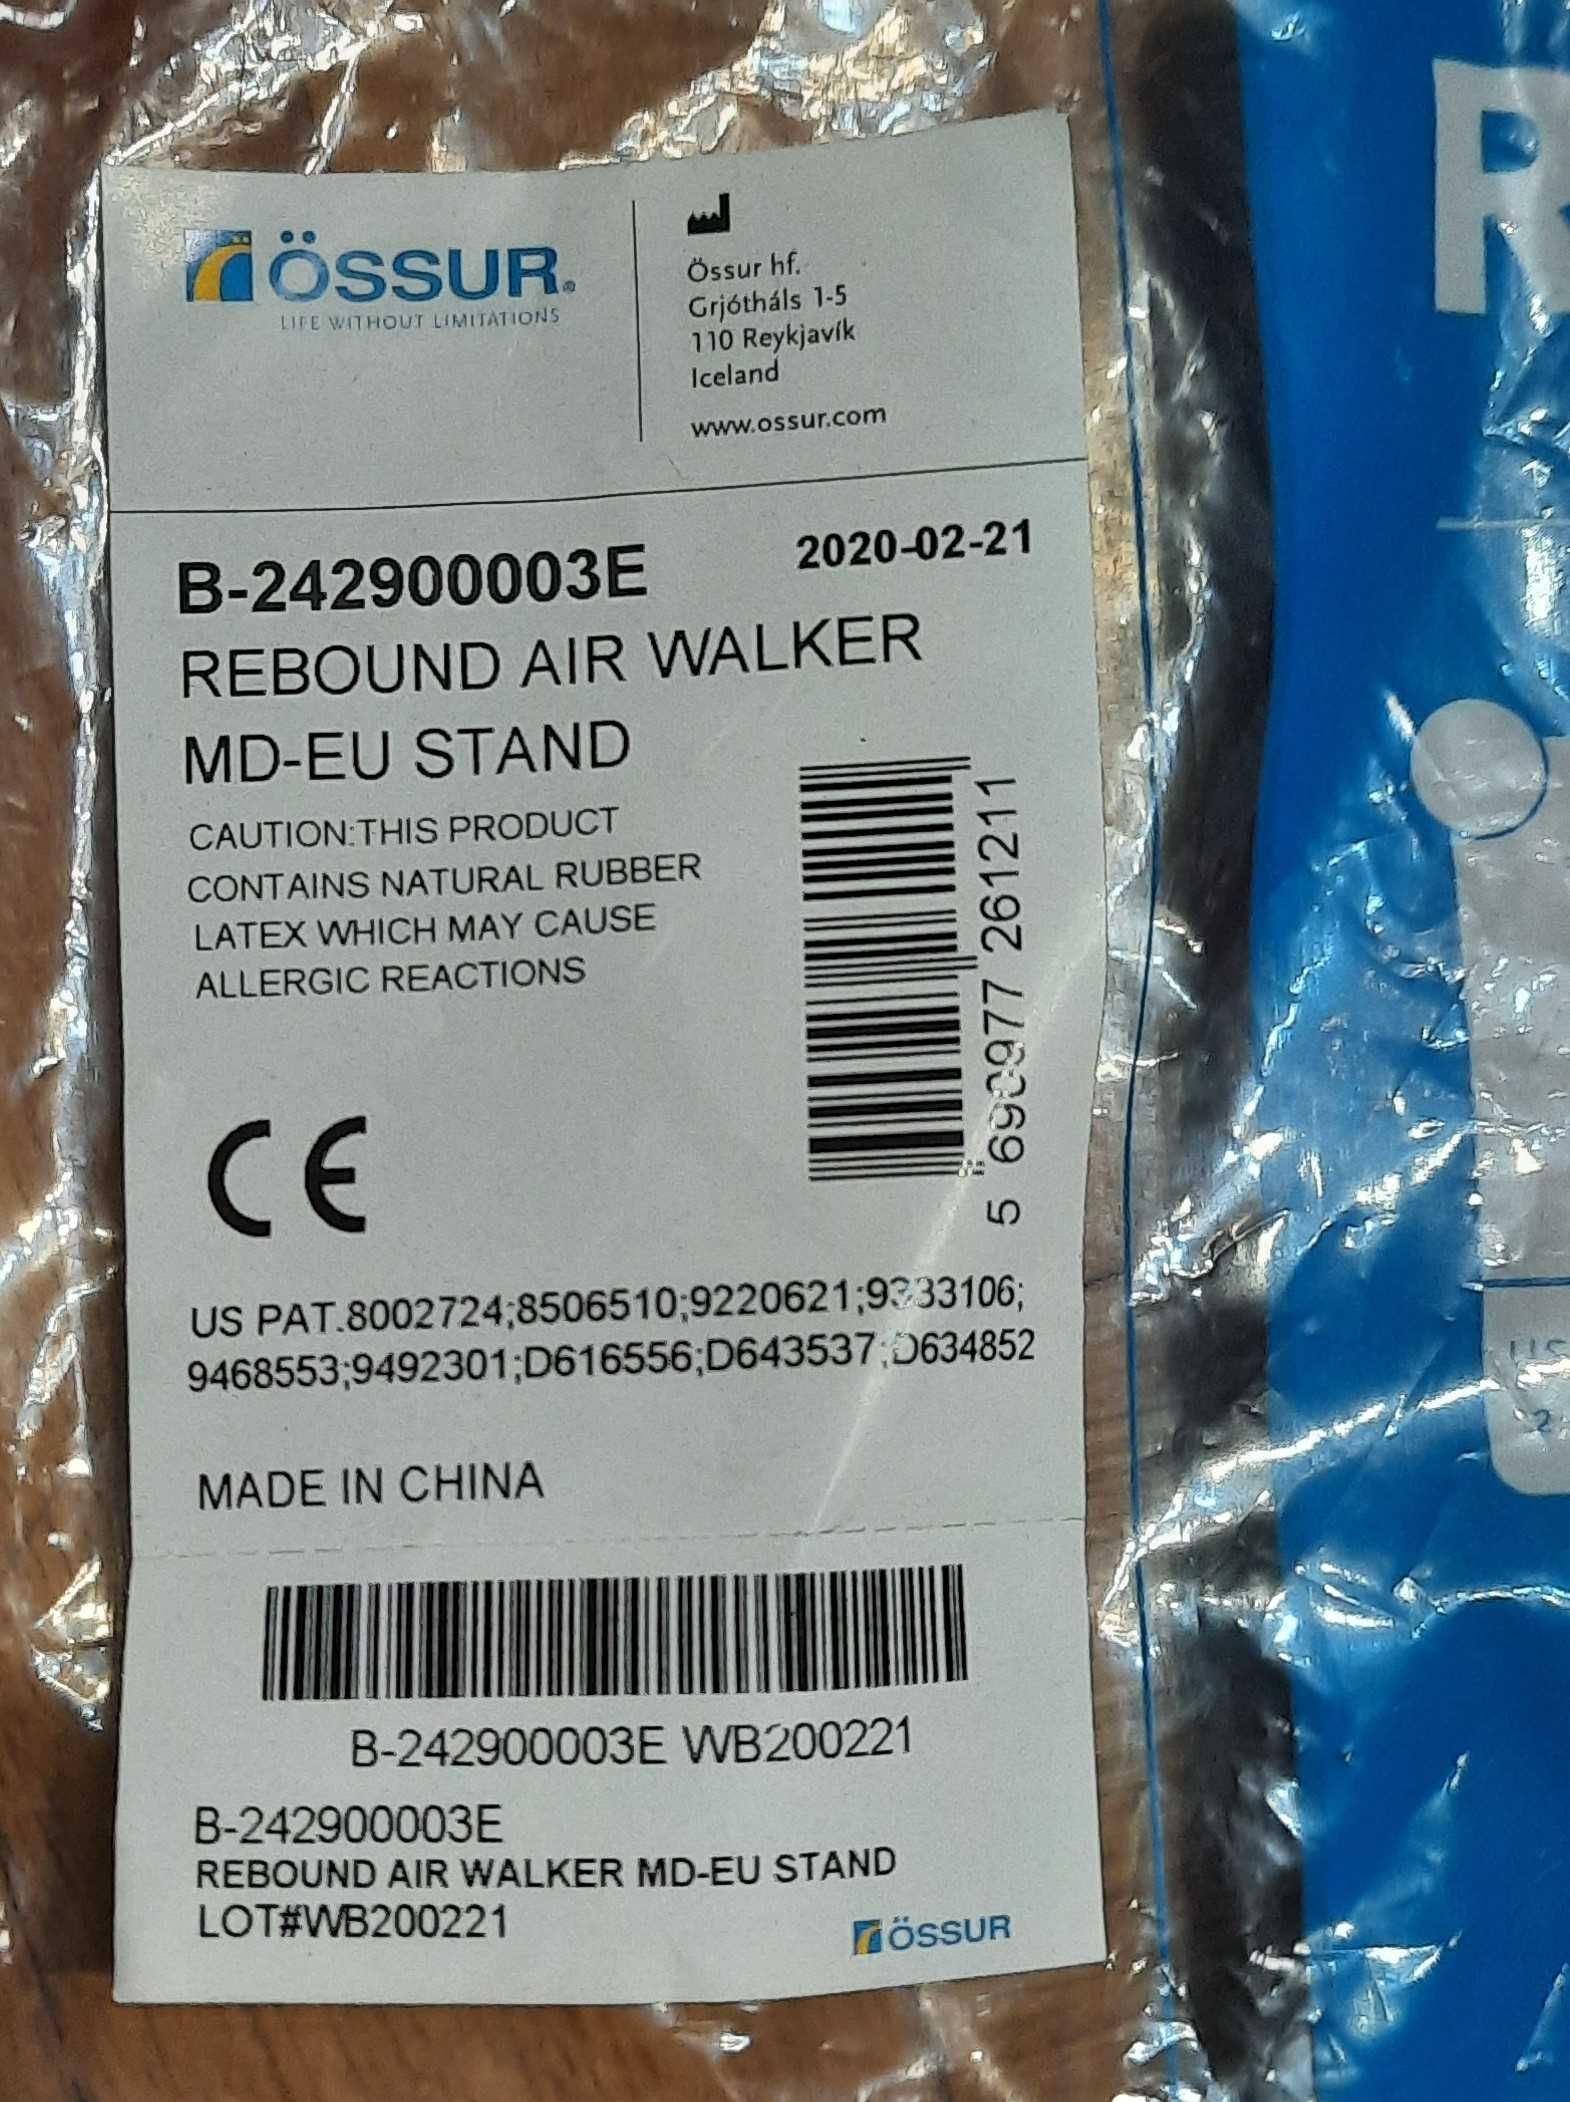 ÖSSUR®
LIFE WITHOUT LIMITATIONS
Össur hf.
Grjótháls 1-5
110 Reykjavík
Iceland
www.ossur.com
B-242900003E
2020-02-21
REBOUND AIR WALKER
MD-EU STAND
CAUTION:THIS PRODUCT
CONTAINS NATURAL RUBBER
LATEX WHICH MAY CAUSE
ALLERGIC REACTIONS
5 690977 261211
CE
US PAT.8002724;8506510;9220621;9333106;
9468553;9492301;D616556;D643537;D634852
MADE IN CHINA
B-242900003E WB200221
B-242900003E
REBOUND AIR WALKER MD-EU STAND
LOT#WB200221
ÖSSUR
R